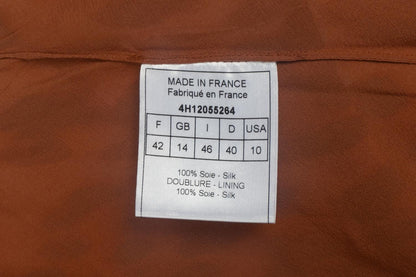 MADE IN FRANCE
Fabriqué en France
4H12055264
F GB I D USA
42 14 46 40 10
100% Soie - Silk
DOUBLURE - LINING
100% Soie - Silk